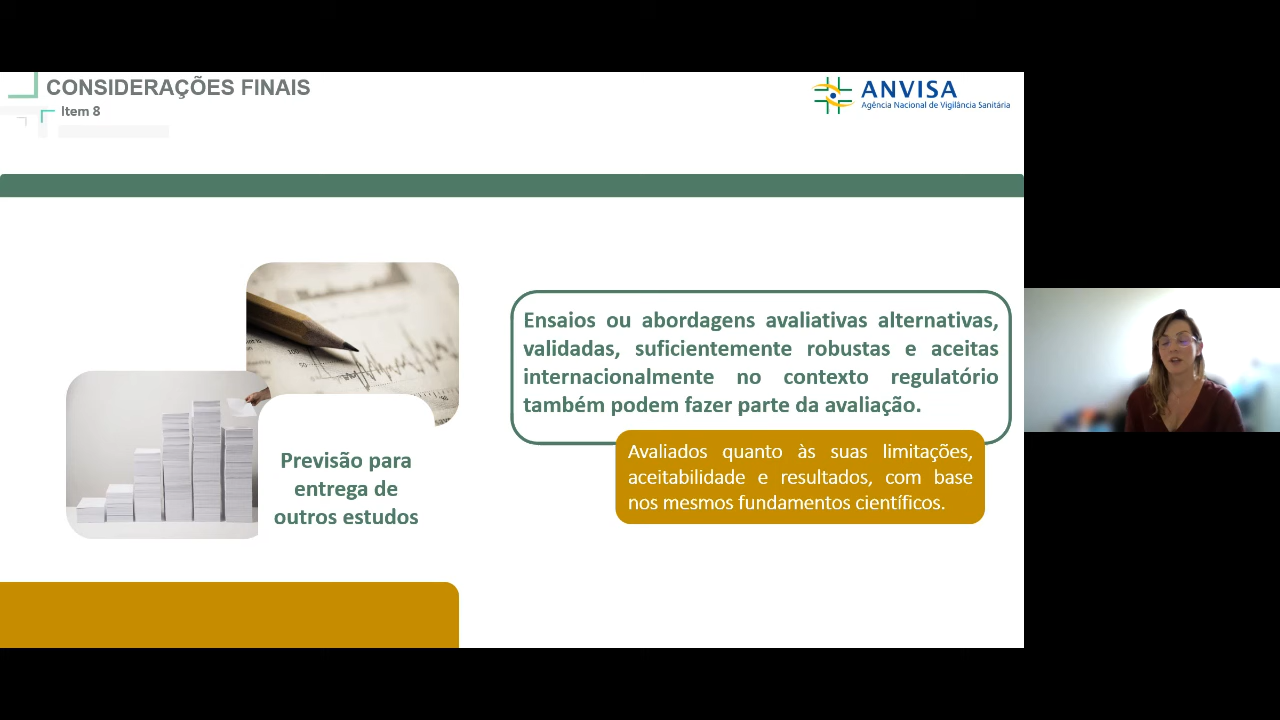 CONSIDERAÇÕES FINAIS
Item 8
ANVISA
Agência Nacional de Vigilância Sanitária
Previsão para
entrega de
outros estudos
Ensaios ou abordagens avaliativas alternativas,
validadas, suficientemente robustas e aceitas
internacionalmente no contexto regulatório
também podem fazer parte da avaliação.
Avaliados quanto às suas limitações,
aceitabilidade e resultados, com base
nos mesmos fundamentos científicos.